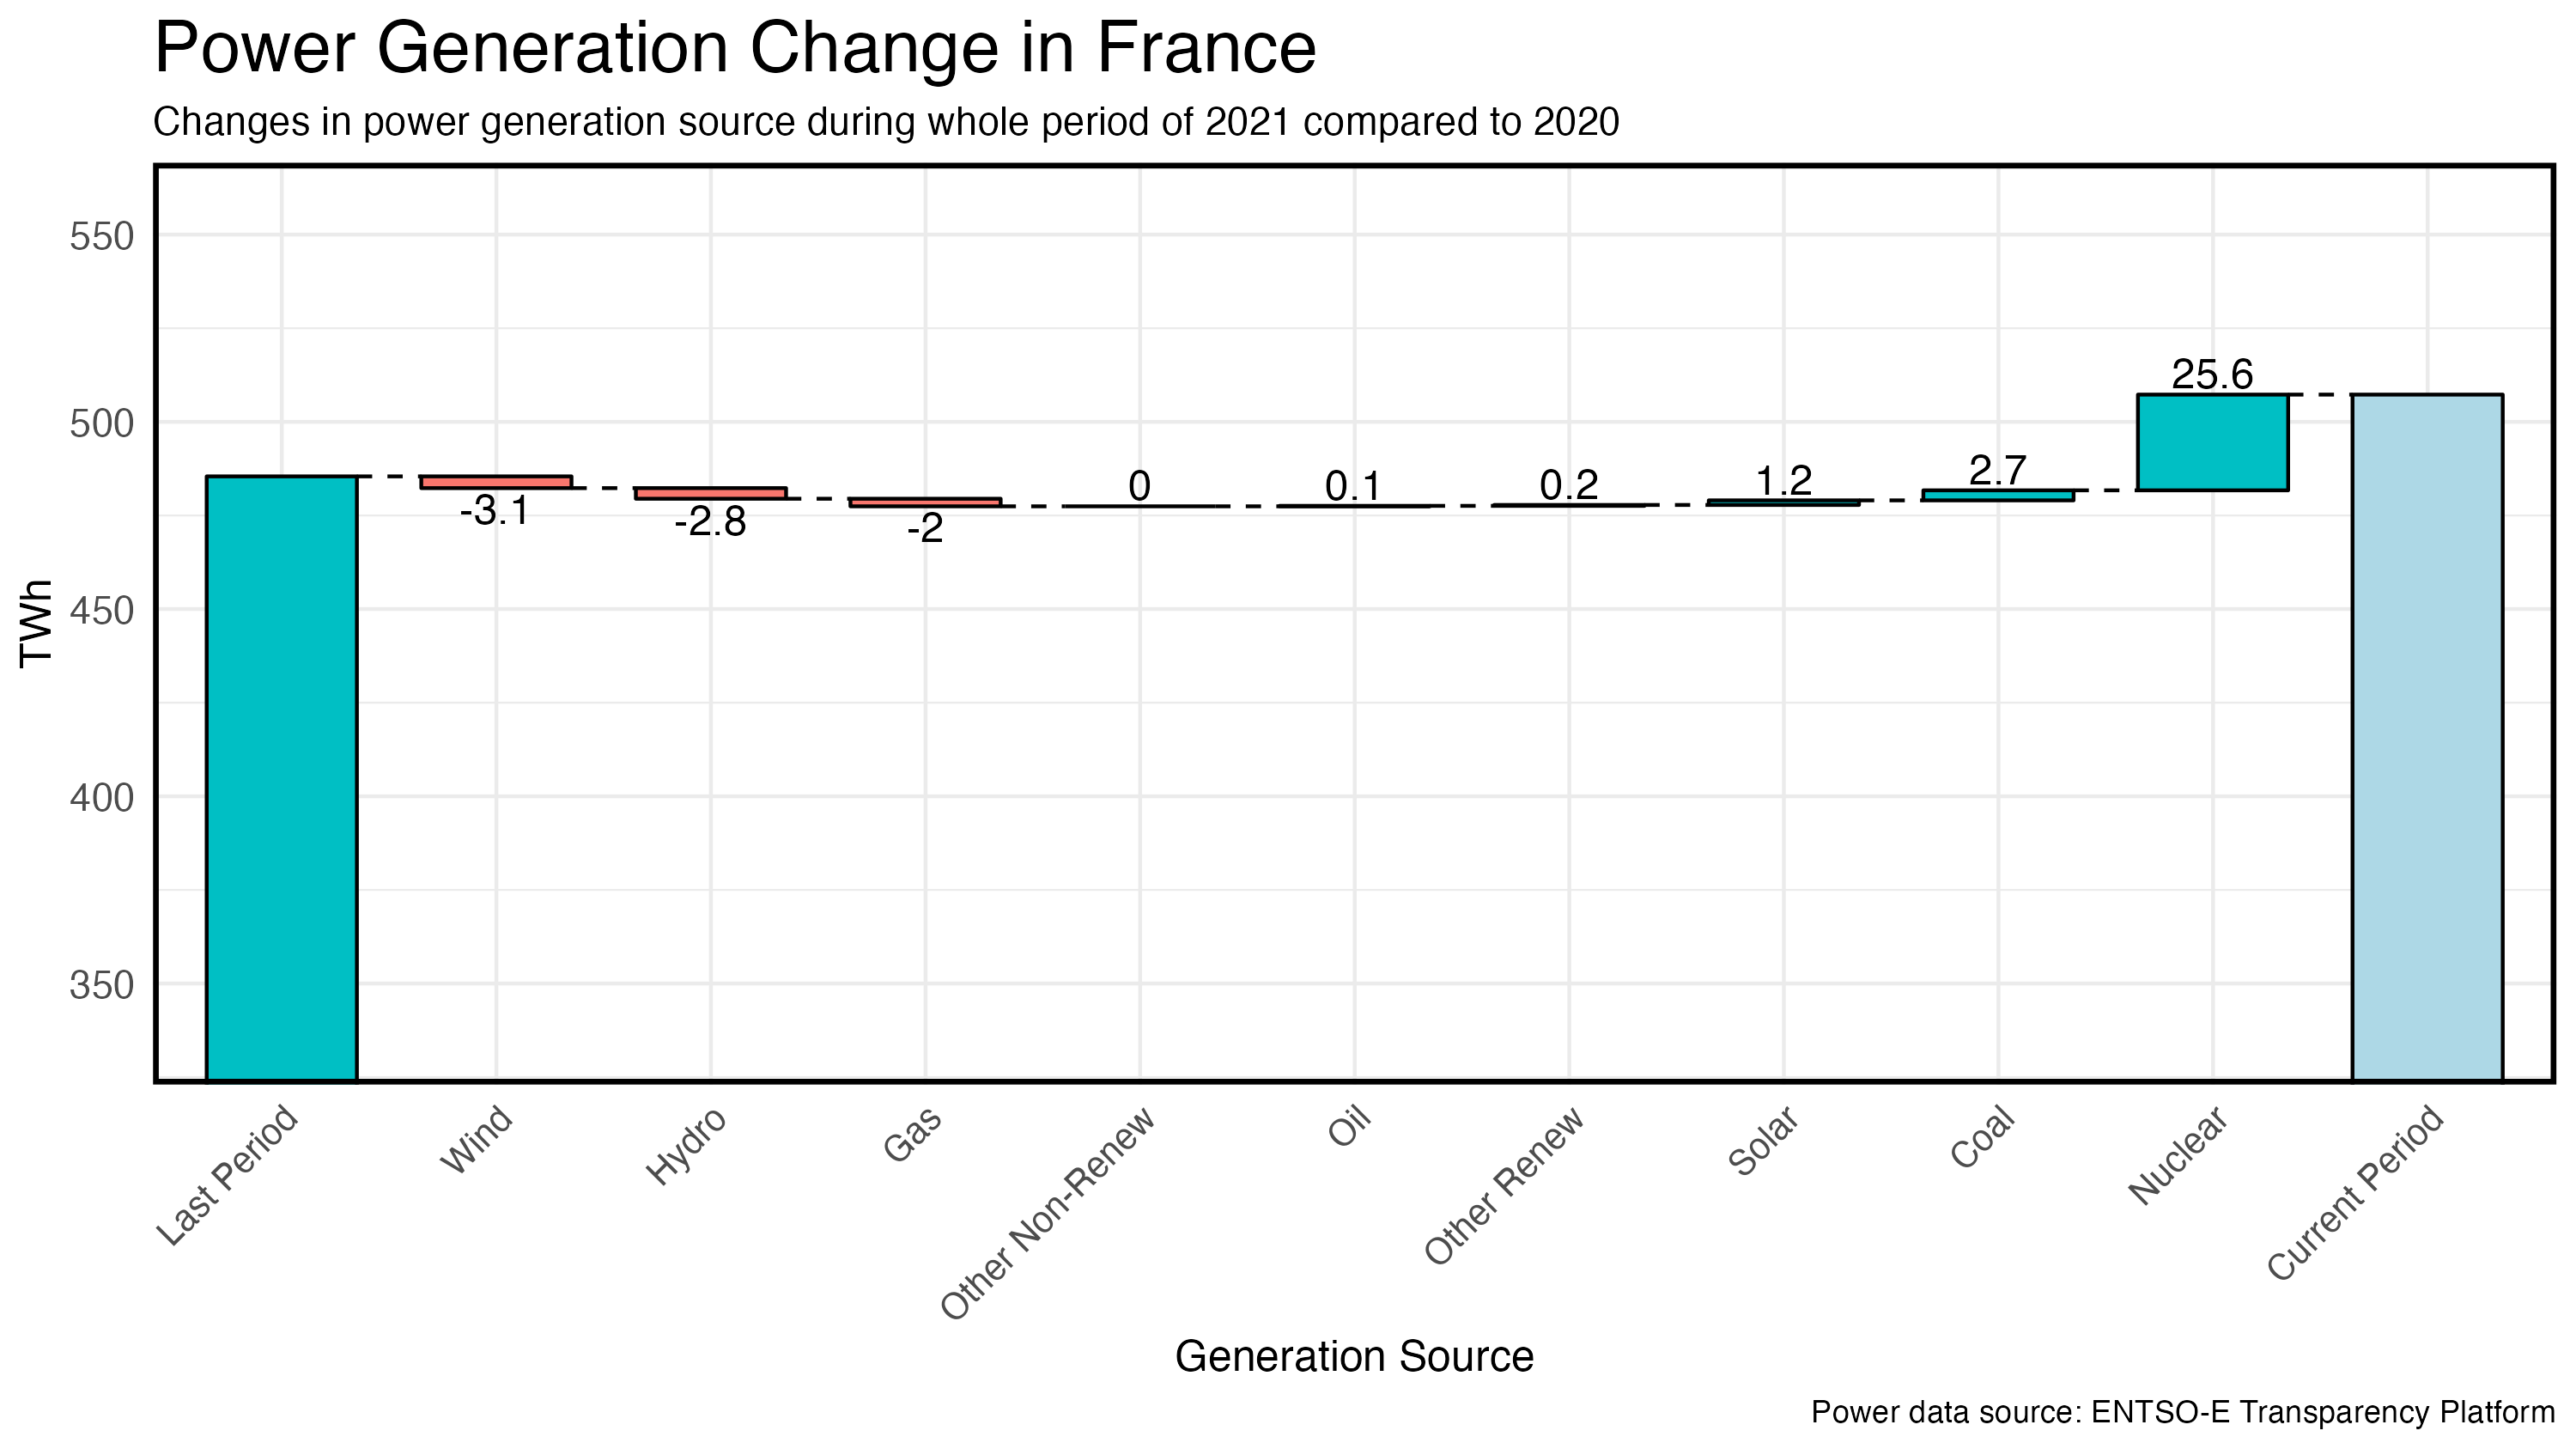 Power Generation Change in France
Changes in power generation source during whole period of 2021 compared to 2020
TWh
550
500
450
400
350
-3.1
-2.8
-2
0
0.1
0.2
1.2
2.7
25.6
Last Period
Wind
Hydro
Gas
Other Non-Renew
Oil
Other Renew
Solar
Coal
Nuclear
Current Period
Generation Source
Power data source: ENTSO-E Transparency Platform